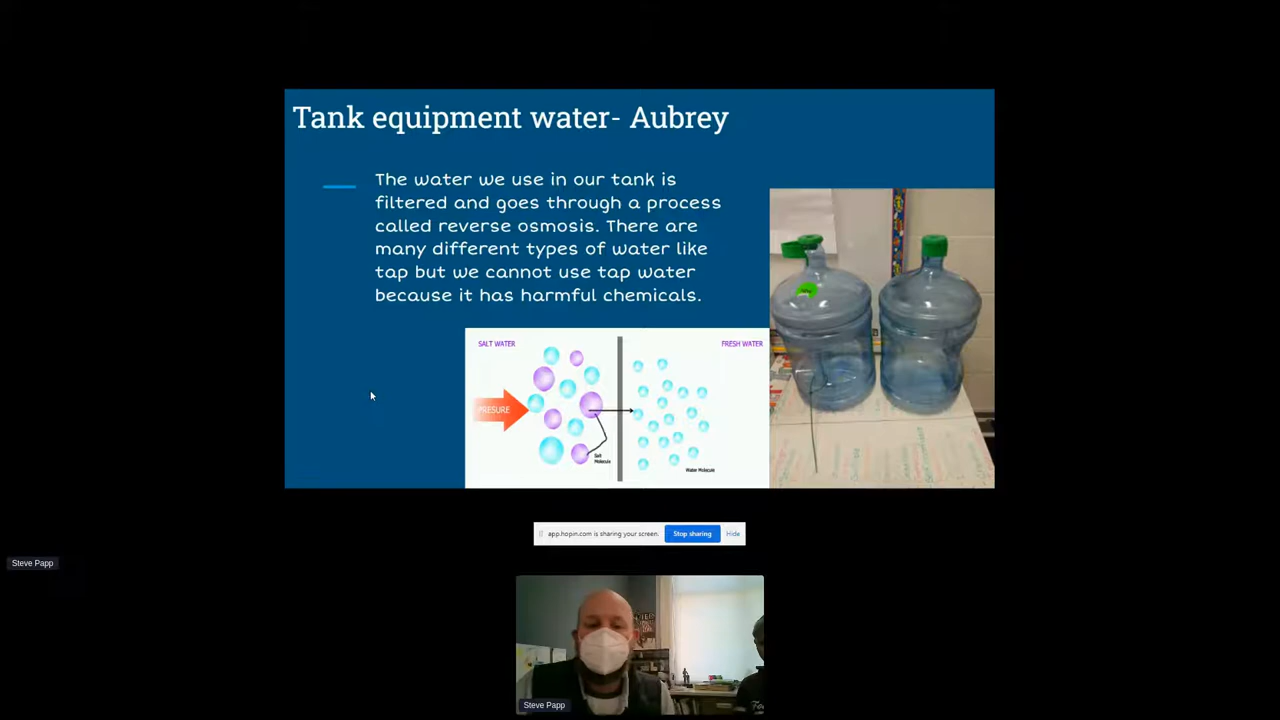 Tank equipment water- Aubrey
The water we use in our tank is
filtered and goes through a process
called reverse osmosis. There are
many different types of water like
tap but we cannot use tap water
because it has harmful chemicals.
SALT WATER
FRESH WATER
PRESURE
Salt
Molecule
Water Molecule
app.hopin.com is sharing your screen.
Stop sharing
Hide
Steve Papp
Steve Papp